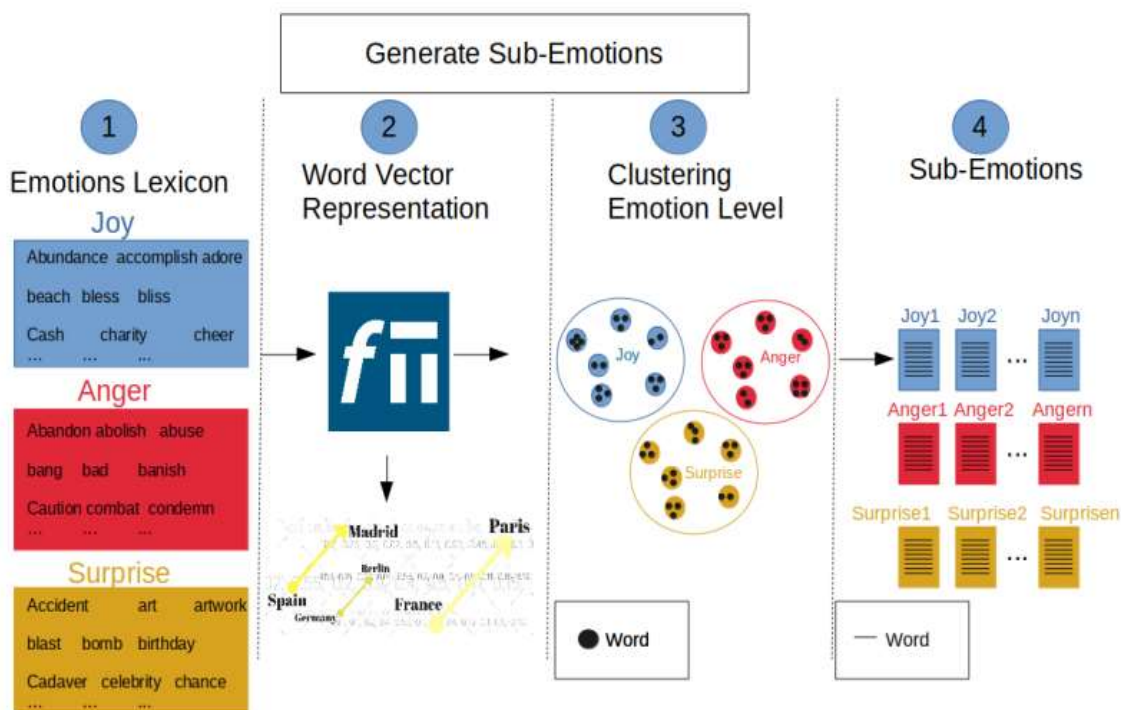 Generate Sub-Emotions
1
Emotions Lexicon
Joy
Abundance accomplish adore
beach bless bliss
Cash charity cheer
... ... ...
Anger
Abandon abolish abuse
bang bad banish
Caution combat condemn
... ... ...
Surprise
Accident art artwork
blast bomb birthday
Cadaver celebrity chance
... ... ...
2
Word Vector
Representation
Madrid
Paris
Berlin
Spain
France
Germany
3
Clustering
Emotion Level
Joy
Anger
Surprise
Word
4
Sub-Emotions
Joy1 Joy2 Joyn
...
Anger1 Anger2 Angern
...
Surprise1 Surprise2 Surprisen
...
Word